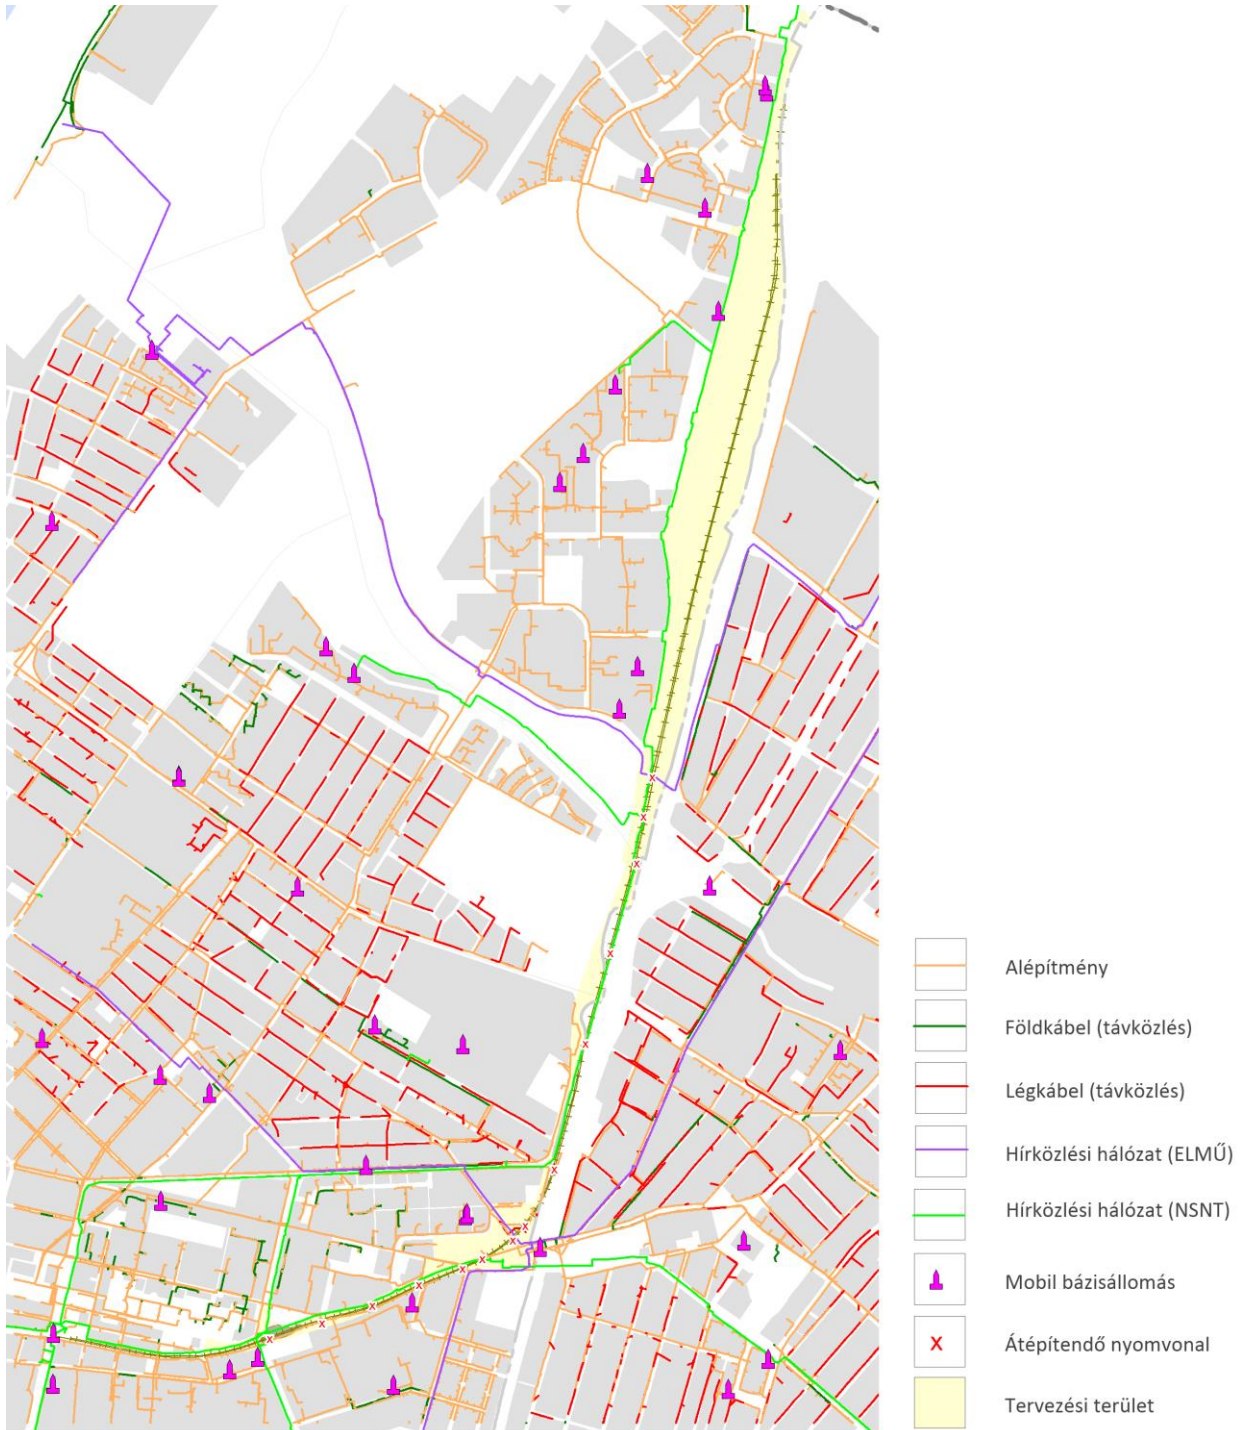 Alépítmény
Földkábel (távközlés)
Légkábel (távközlés)
Hírközlési hálózat (ELMŰ)
Hírközlési hálózat (NSNT)
Mobil bázisállomás
Átépítendő nyomvonal
Tervezési terület